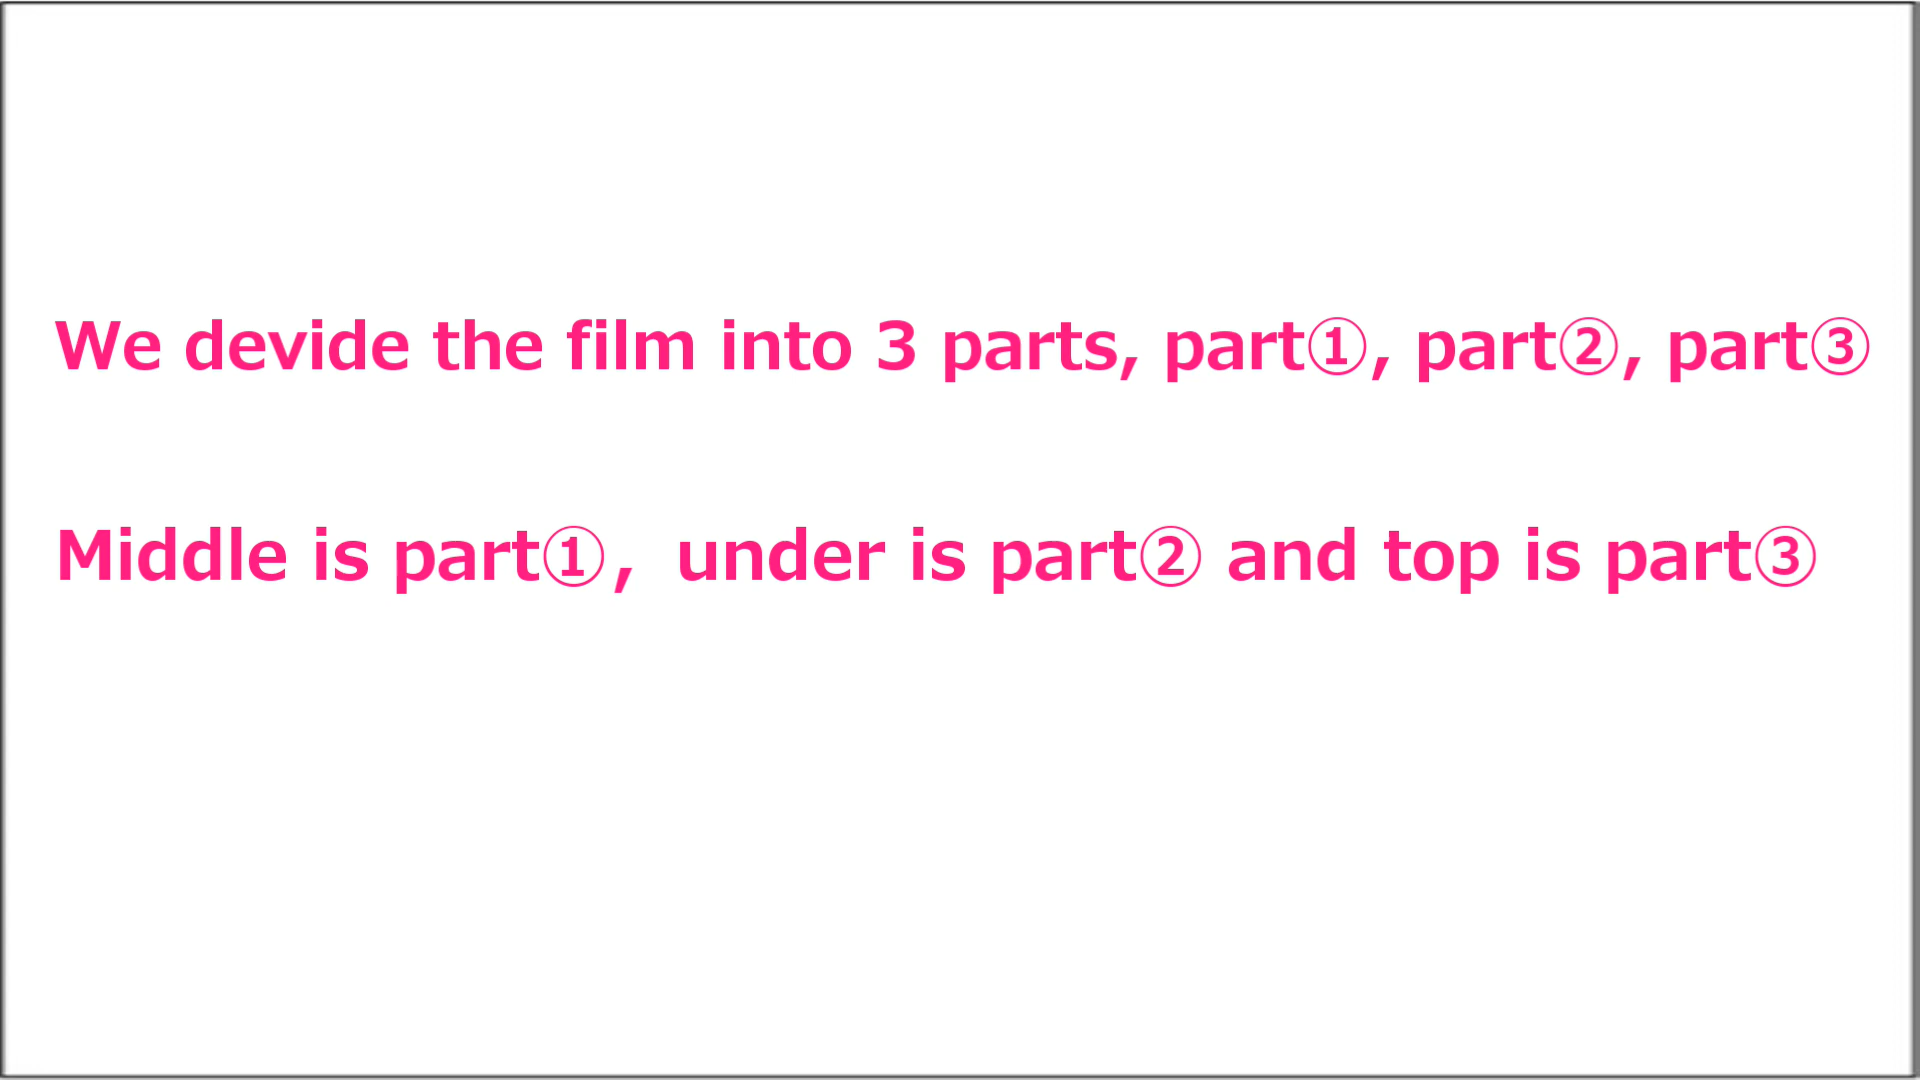 We devide the film into 3 parts, part①, part②, part③
Middle is part①, under is part② and top is part③